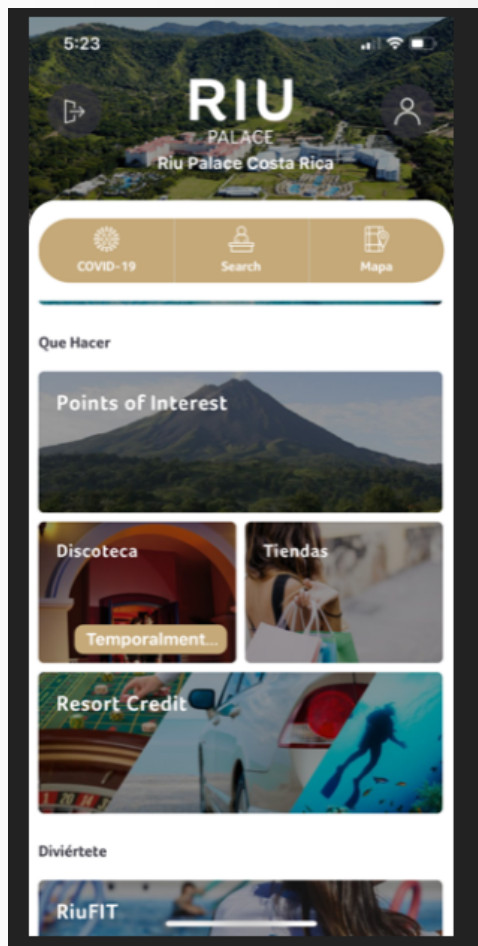 5:23
RIU
PALACE
Riu Palace Costa Rica
COVID-19
Search
Mapa
Que Hacer
Points of Interest
Discoteca
Tiendas
Temporalment...
Resort Credit
Diviértete
RiuFIT